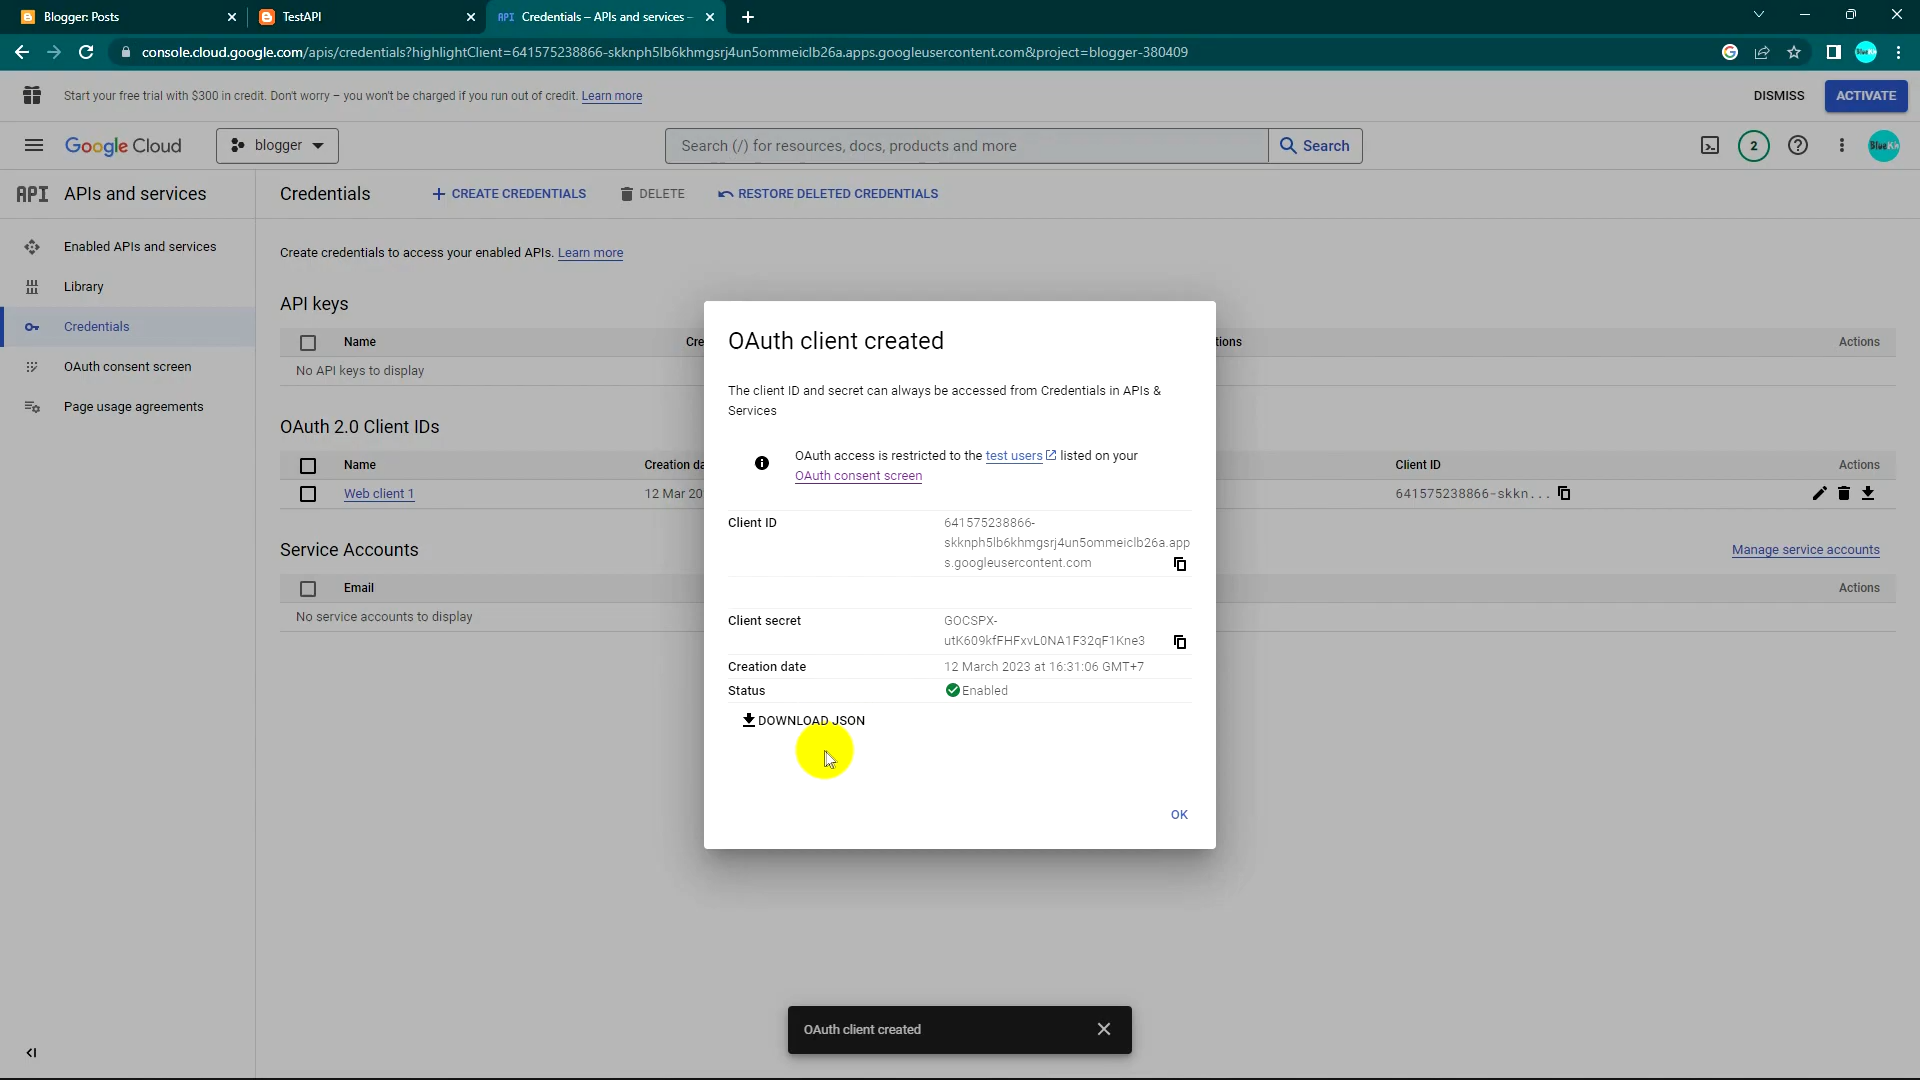 Blogger: Posts
TestAPI
API Credentials – APIs and services –
console.cloud.google.com/apis/credentials?highlightClient=641575238866-skknph5lb6khmgsrj4un5ommeiclb26a.apps.googleusercontent.com&project=blogger-380409
Start your free trial with $300 in credit. Don't worry – you won't be charged if you run out of credit. Learn more
DISMISS
ACTIVATE
Google Cloud
blogger
Search (/) for resources, docs, products and more
Search
2
API APIs and services
Credentials
CREATE CREDENTIALS
DELETE
RESTORE DELETED CREDENTIALS
Enabled APIs and services
Library
Credentials
OAuth consent screen
Page usage agreements
Create credentials to access your enabled APIs. Learn more
API keys
Name
Cre
tions
Actions
No API keys to display
OAuth 2.0 Client IDs
Name
Creation da
Client ID
Actions
Web client 1
12 Mar 20
641575238866-skkn...
Service Accounts
Manage service accounts
Email
Actions
No service accounts to display
OAuth client created
The client ID and secret can always be accessed from Credentials in APIs &
Services
OAuth access is restricted to the test users listed on your
OAuth consent screen
Client ID
641575238866-
skknph5lb6khmgsrj4un5ommeiclb26a.app
s.googleusercontent.com
Client secret
GOCSPX-
utK609kfFHFxvL0NA1F32qF1Kne3
Creation date
12 March 2023 at 16:31:06 GMT+7
Status
Enabled
DOWNLOAD JSON
OK
OAuth client created